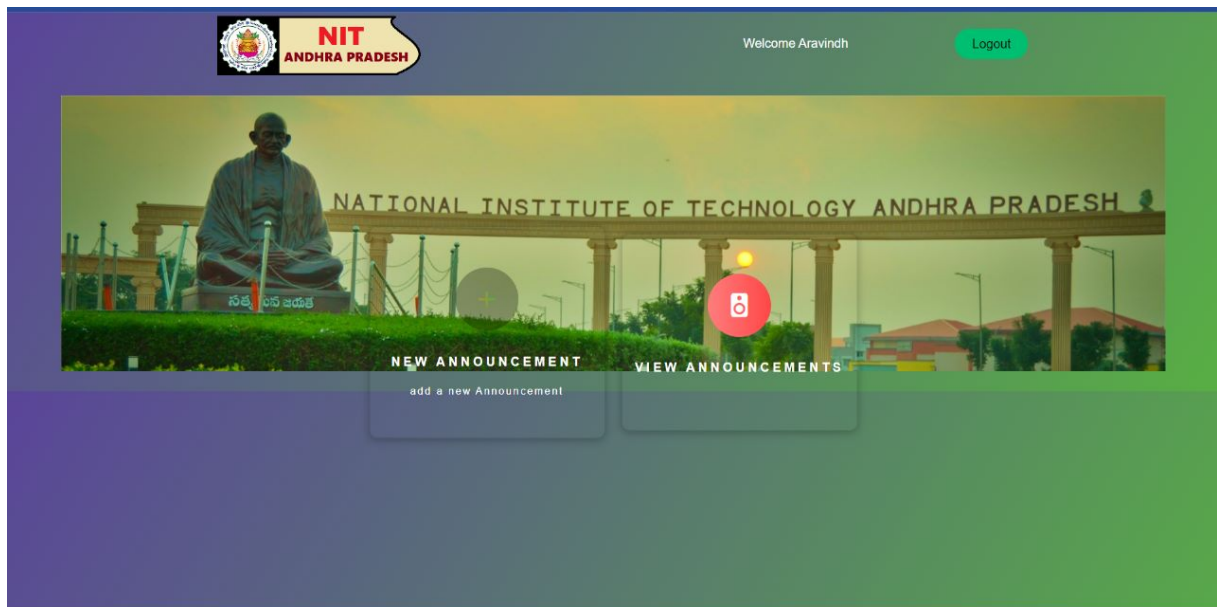 NIT
ANDHRA PRADESH
Welcome Aravindh
Logout
NATIONAL INSTITUTE OF TECHNOLOGY ANDHRA PRADESH
NEW ANNOUNCEMENT
add a new Announcement
VIEW ANNOUNCEMENTS